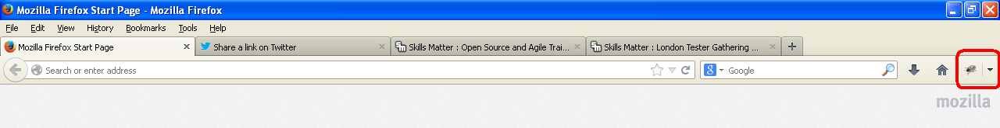 Mozilla Firefox Start Page - Mozilla Firefox
File Edit View History Bookmarks Tools Help
Mozilla Firefox Start Page Share a link on Twitter Skills Matter : Open Source and Agile Trai... Skills Matter : London Tester Gathering ...
Search or enter address Google
mozilla